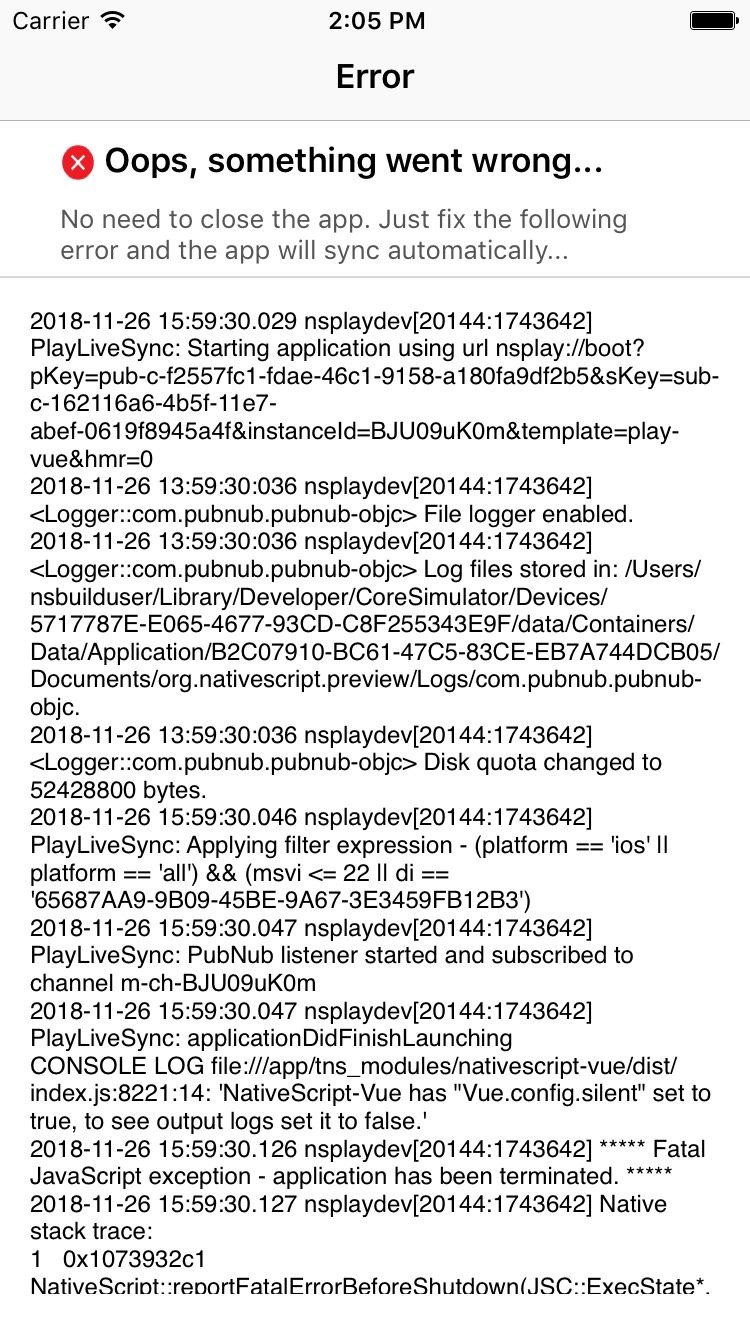 Carrier 2:05 PM
Error
Oops, something went wrong...
No need to close the app. Just fix the following
error and the app will sync automatically...
2018-11-26 15:59:30.029 nsplaydev[20144:1743642]
PlayLiveSync: Starting application using url nsplay://boot?
pKey=pub-c-f2557fc1-fdae-46c1-9158-a180fa9df2b5&sKey=sub-
c-162116a6-4b5f-11e7-
abef-0619f8945a4f&instanceId=BJU09uK0m&template=play-
vue&hmr=0
2018-11-26 13:59:30:036 nsplaydev[20144:1743642]
<Logger::com.pubnub.pubnub-objc> File logger enabled.
2018-11-26 13:59:30:036 nsplaydev[20144:1743642]
<Logger::com.pubnub.pubnub-objc> Log files stored in: /Users/
nsbuilduser/Library/Developer/CoreSimulator/Devices/
5717787E-E065-4677-93CD-C8F255343E9F/data/Containers/
Data/Application/B2C07910-BC61-47C5-83CE-EB7A744DCB05/
Documents/org.nativescript.preview/Logs/com.pubnub.pubnub-
objc.
2018-11-26 13:59:30:036 nsplaydev[20144:1743642]
<Logger::com.pubnub.pubnub-objc> Disk quota changed to
52428800 bytes.
2018-11-26 15:59:30.046 nsplaydev[20144:1743642]
PlayLiveSync: Applying filter expression - (platform == 'ios' ||
platform == 'all') && (msvi <= 22 || di ==
'65687AA9-9B09-45BE-9A67-3E3459FB12B3')
2018-11-26 15:59:30.047 nsplaydev[20144:1743642]
PlayLiveSync: PubNub listener started and subscribed to
channel m-ch-BJU09uK0m
2018-11-26 15:59:30.047 nsplaydev[20144:1743642]
PlayLiveSync: applicationDidFinishLaunching
CONSOLE LOG file:///app/tns_modules/nativescript-vue/dist/
index.js:8221:14: 'NativeScript-Vue has "Vue.config.silent" set to
true, to see output logs set it to false.'
2018-11-26 15:59:30.126 nsplaydev[20144:1743642] ***** Fatal
JavaScript exception - application has been terminated. *****
2018-11-26 15:59:30.127 nsplaydev[20144:1743642] Native
stack trace:
1 0x1073932c1
NativeScript::reportFatalErrorBeforeShutdown(JSC::ExecState*,